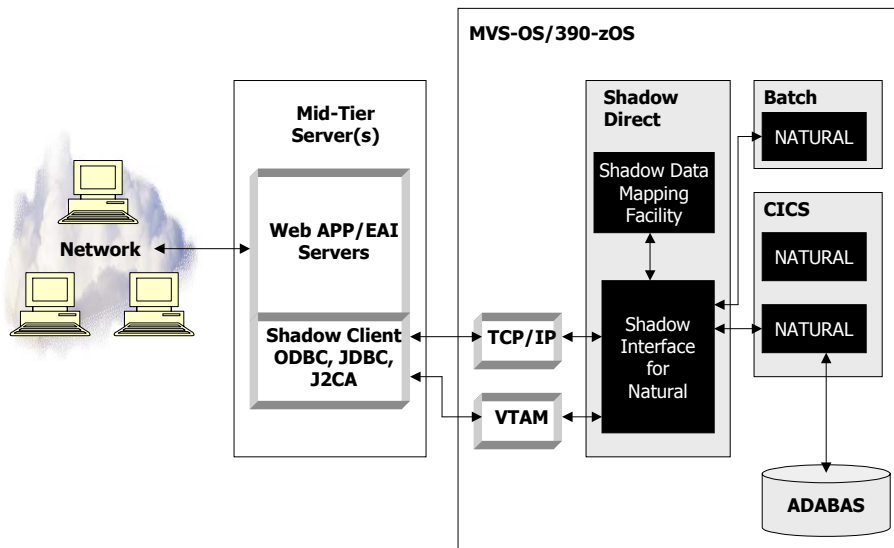 MVS-OS/390-zOS
Mid-Tier
Server(s)
Network
Web APP/EAI
Servers
Shadow Client
ODBC, JDBC,
J2CA
TCP/IP
VTAM
Shadow
Direct
Shadow Data
Mapping
Facility
Shadow
Interface
for
Natural
Batch
NATURAL
CICS
NATURAL
NATURAL
ADABAS